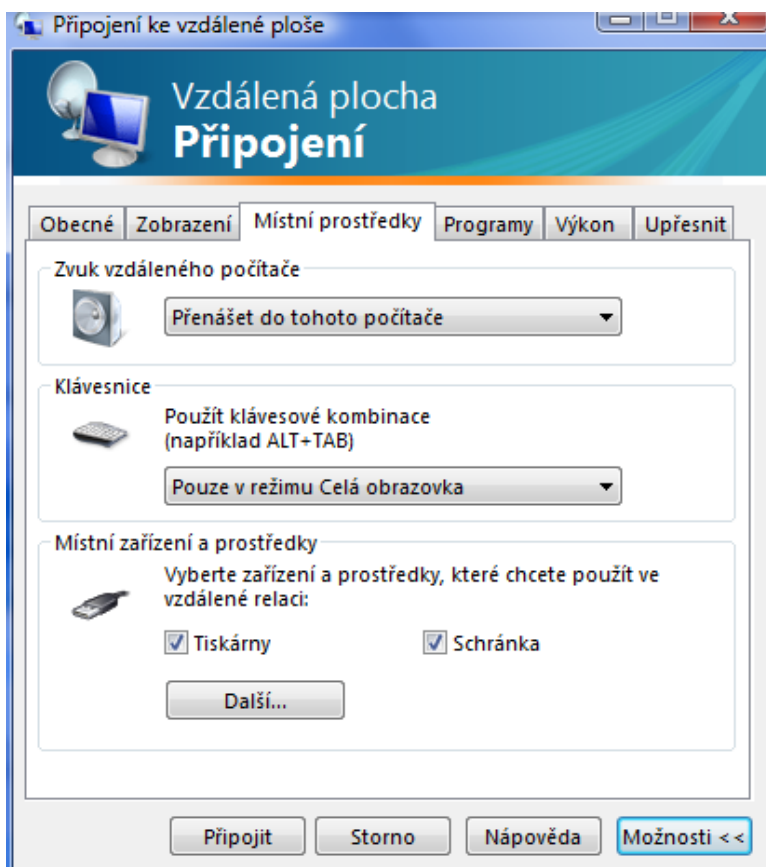 Připojení ke vzdálené ploše
Vzdálená plocha
Připojení
Obecné Zobrazení Místní prostředky Programy Výkon Upřesnit
Zvuk vzdáleného počítače
Přenášet do tohoto počítače
Klávesnice
Použít klávesové kombinace
(například ALT+TAB)
Pouze v režimu Celá obrazovka
Místní zařízení a prostředky
Vyberte zařízení a prostředky, které chcete použít ve
vzdálené relaci:
Tiskárny Schránka
Další...
Připojit Storno Nápověda Možnosti <<